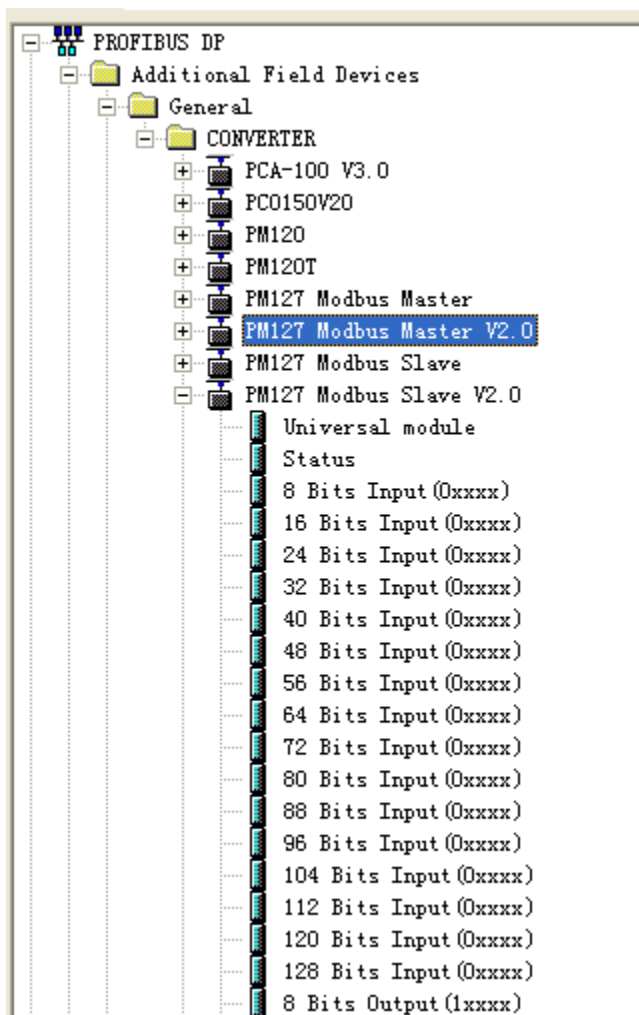 PROFIBUS DP
Additional Field Devices
General
CONVERTER
PCA-100 V3.0
PC0150V20
PM120
PM120T
PM127 Modbus Master
PM127 Modbus Master V2.0
PM127 Modbus Slave
PM127 Modbus Slave V2.0
Universal module
Status
8 Bits Input(0xxxx)
16 Bits Input(0xxxx)
24 Bits Input(0xxxx)
32 Bits Input(0xxxx)
40 Bits Input(0xxxx)
48 Bits Input(0xxxx)
56 Bits Input(0xxxx)
64 Bits Input(0xxxx)
72 Bits Input(0xxxx)
80 Bits Input(0xxxx)
88 Bits Input(0xxxx)
96 Bits Input(0xxxx)
104 Bits Input(0xxxx)
112 Bits Input(0xxxx)
120 Bits Input(0xxxx)
128 Bits Input(0xxxx)
8 Bits Output(1xxxx)